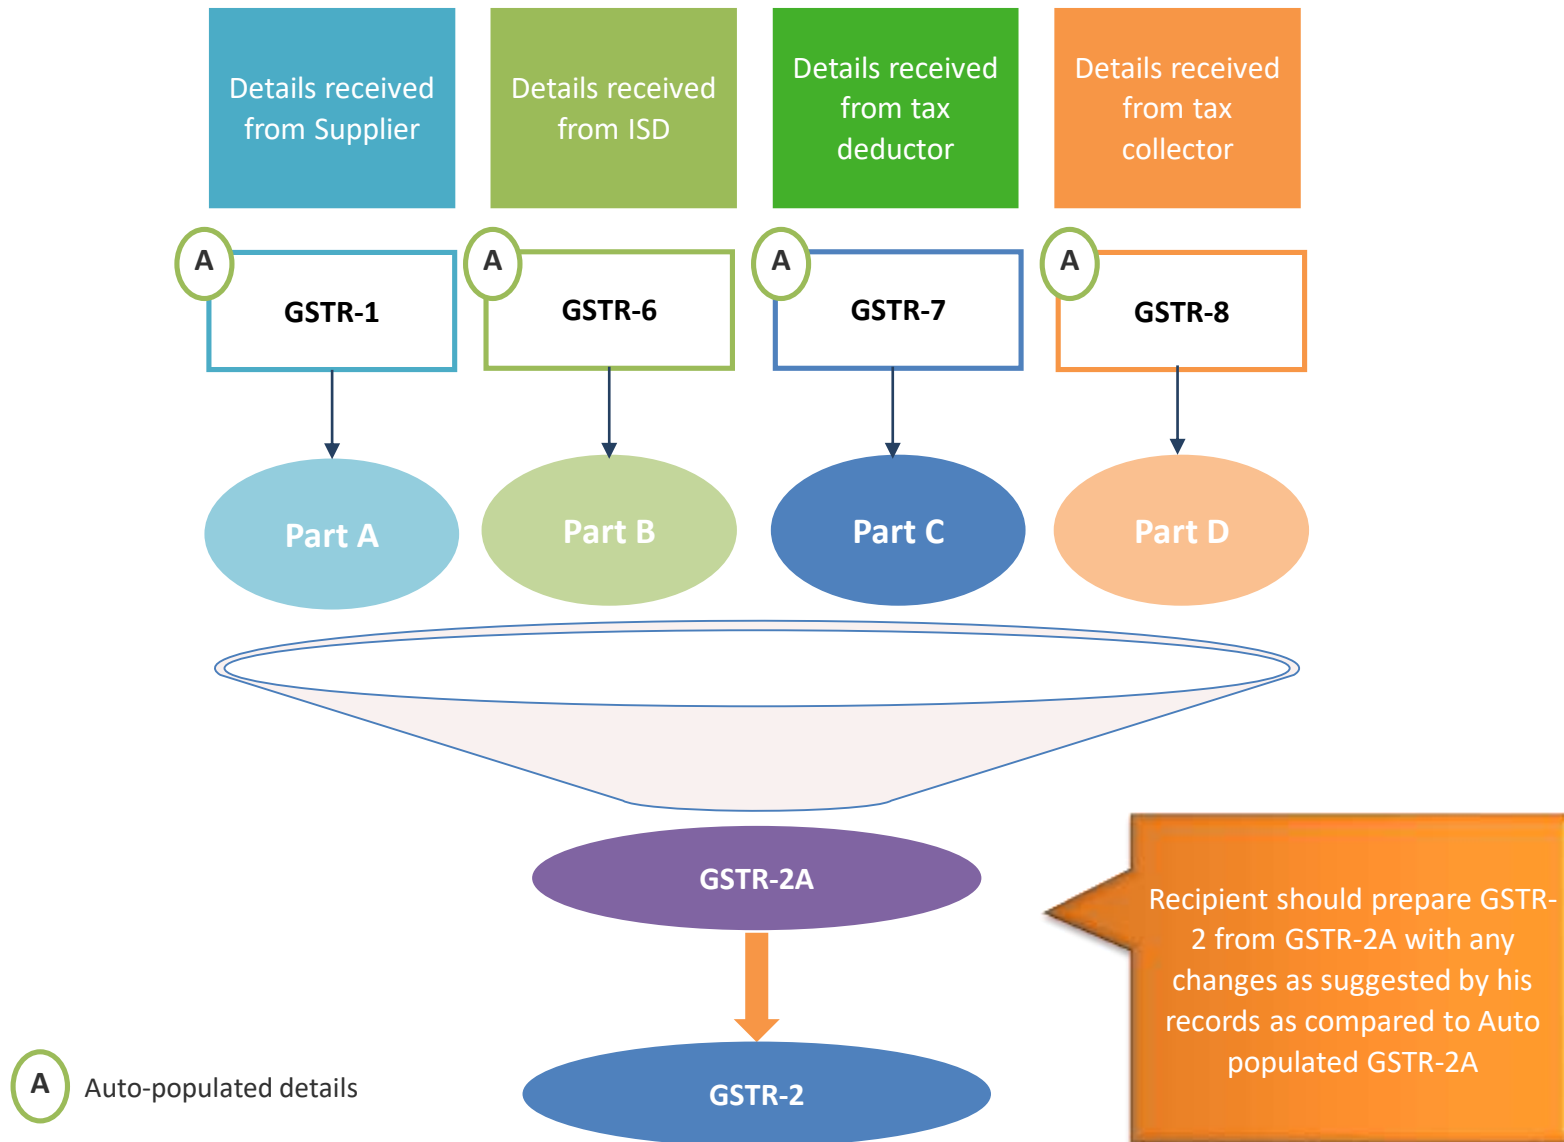 Details received
from Supplier
Details received
from ISD
Details received
from tax
deductor
Details received
from tax
collector
A
GSTR-1
A
GSTR-6
A
GSTR-7
A
GSTR-8
Part A
Part B
Part C
Part D
GSTR-2A
Recipient should prepare GSTR-
2 from GSTR-2A with any
changes as suggested by his
records as compared to Auto
populated GSTR-2A
GSTR-2
A
Auto-populated details